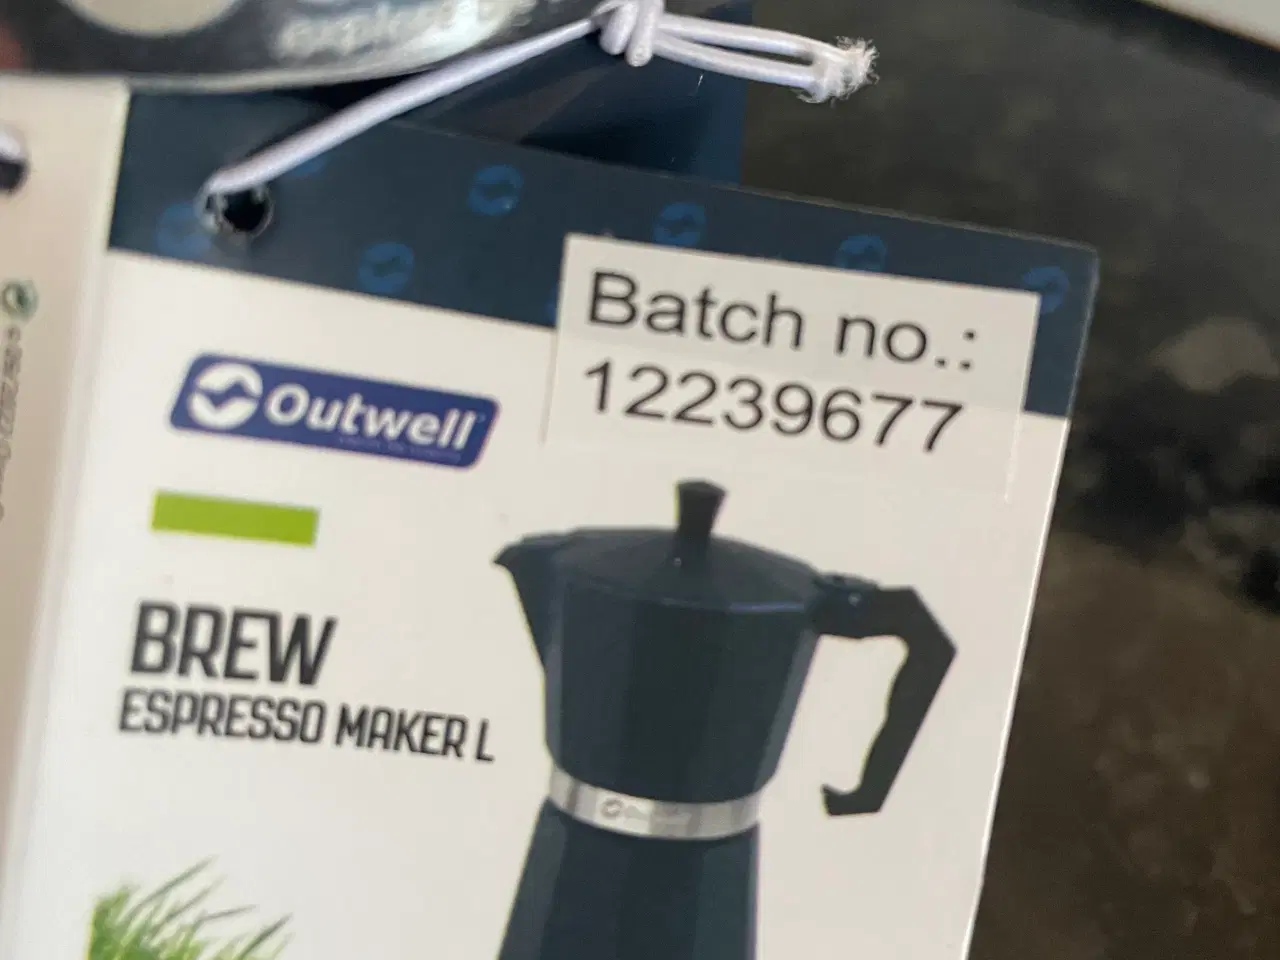 Batch no.:
12239677
Outwell
BREW
ESPRESSO MAKER L